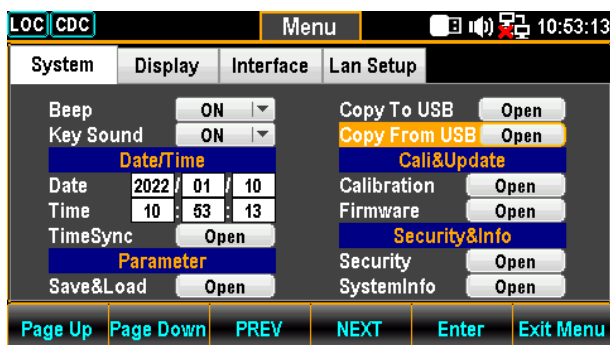 LOC CDC Menu 10:53:13
System Display Interface Lan Setup
Beep ON Copy To USB Open
Key Sound ON Copy From USB Open
Date/Time Cali&Update
Date 2022 / 01 / 10 Calibration Open
Time 10 : 53 : 13 Firmware Open
TimeSync Open Security&Info
Parameter Security Open
Save&Load Open SystemInfo Open
Page Up Page Down PREV NEXT Enter Exit Menu